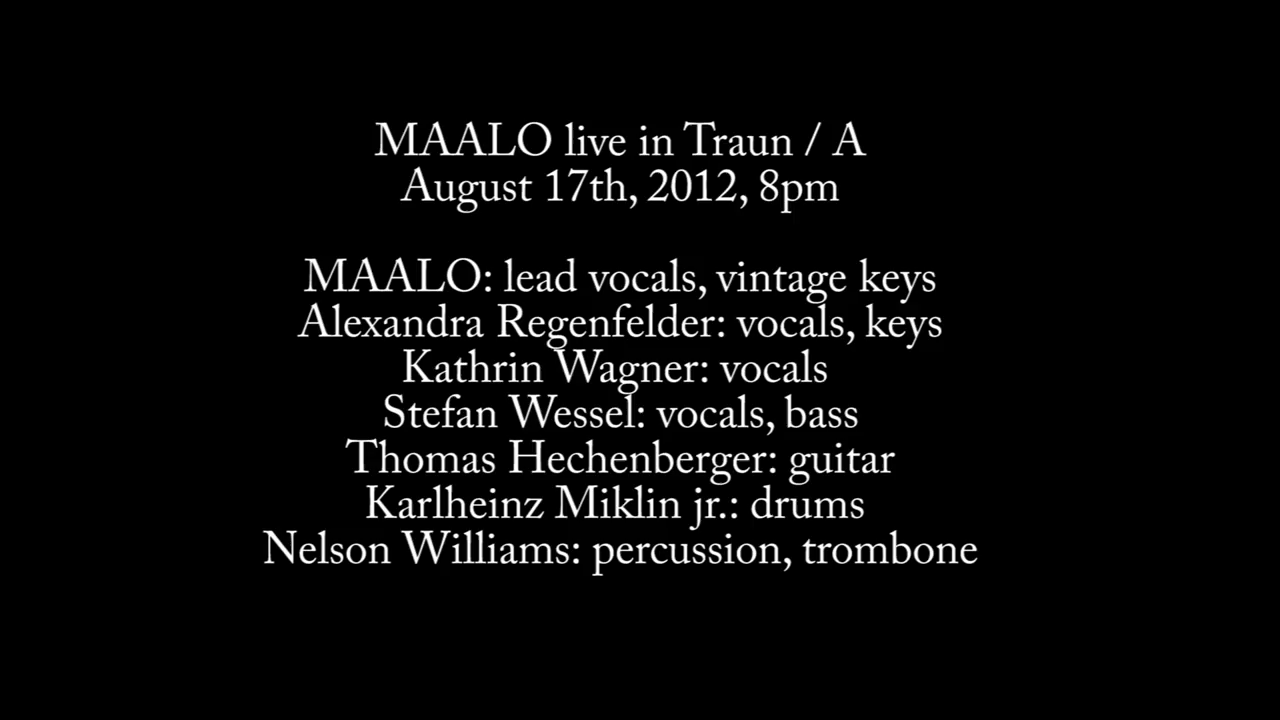 MAALO live in Traun / A
August 17th, 2012, 8pm
MAALO: lead vocals, vintage keys
Alexandra Regenfelder: vocals, keys
Kathrin Wagner: vocals
Stefan Wessel: vocals, bass
Thomas Hechenberger: guitar
Karlheinz Miklin jr.: drums
Nelson Williams: percussion, trombone